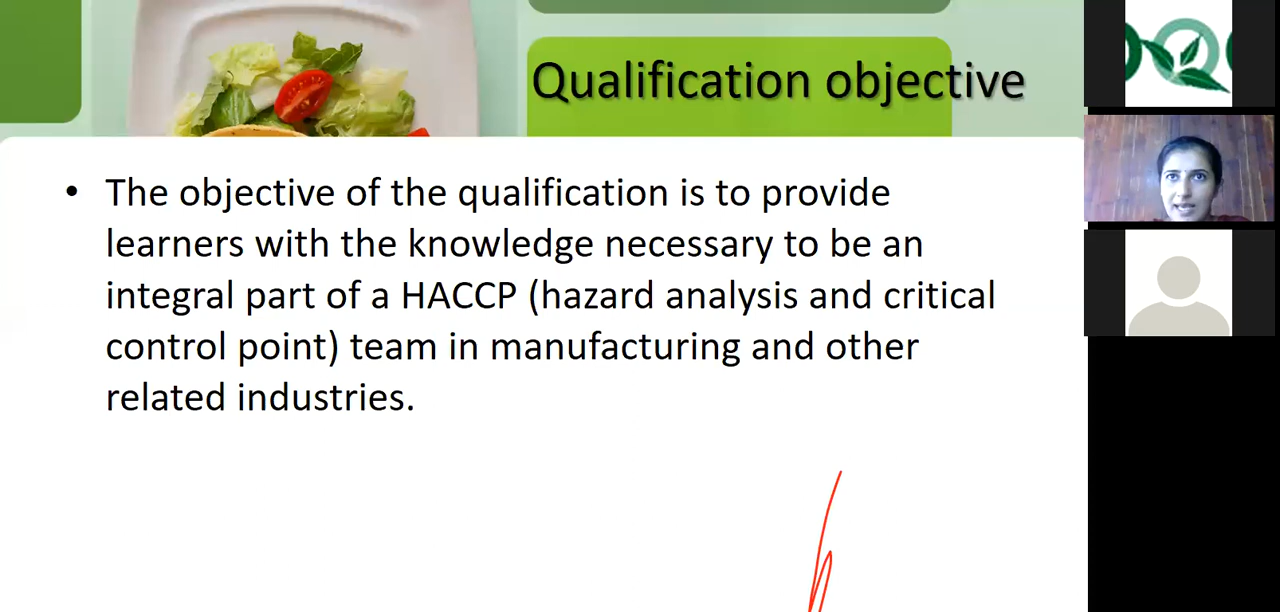 Qualification objective
• The objective of the qualification is to provide
learners with the knowledge necessary to be an
integral part of a HACCP (hazard analysis and critical
control point) team in manufacturing and other
related industries.